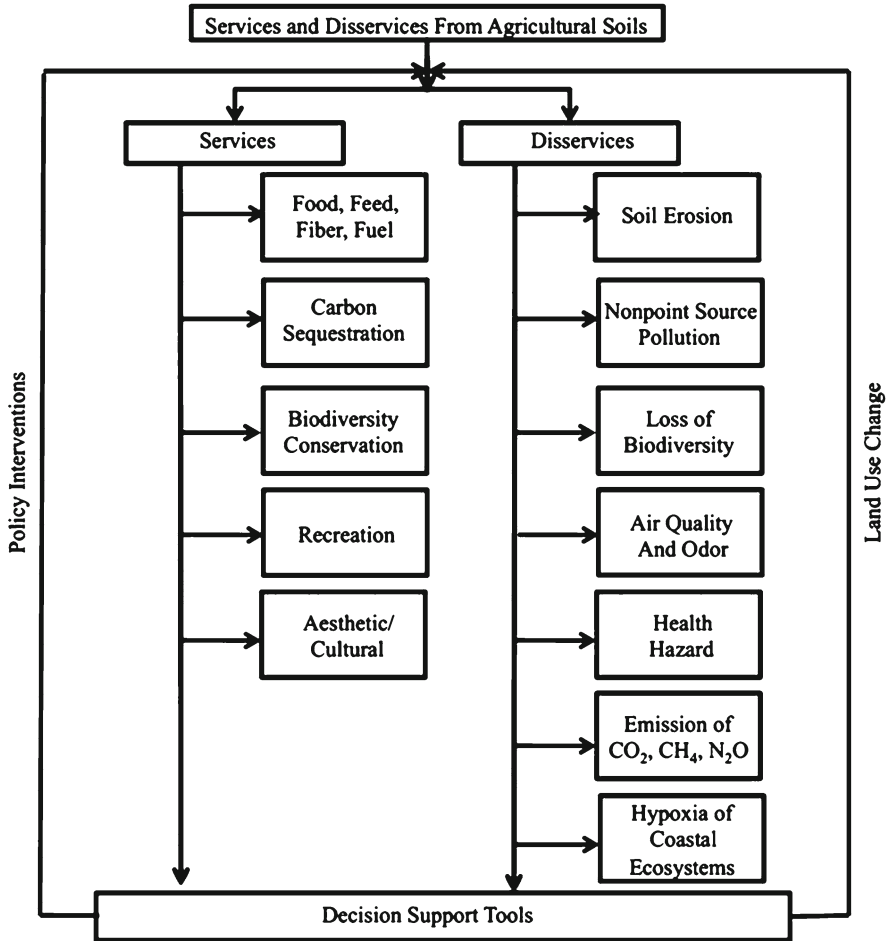 Services and Disservices From Agricultural Soils
Services
Disservices
Food, Feed,
Fiber, Fuel
Carbon
Sequestration
Biodiversity
Conservation
Recreation
Aesthetic/
Cultural
Soil Erosion
Nonpoint Source
Pollution
Loss of
Biodiversity
Air Quality
And Odor
Health
Hazard
Emission of
CO₂, CH₄, N₂O
Hypoxia of
Coastal
Ecosystems
Policy Interventions
Land Use Change
Decision Support Tools